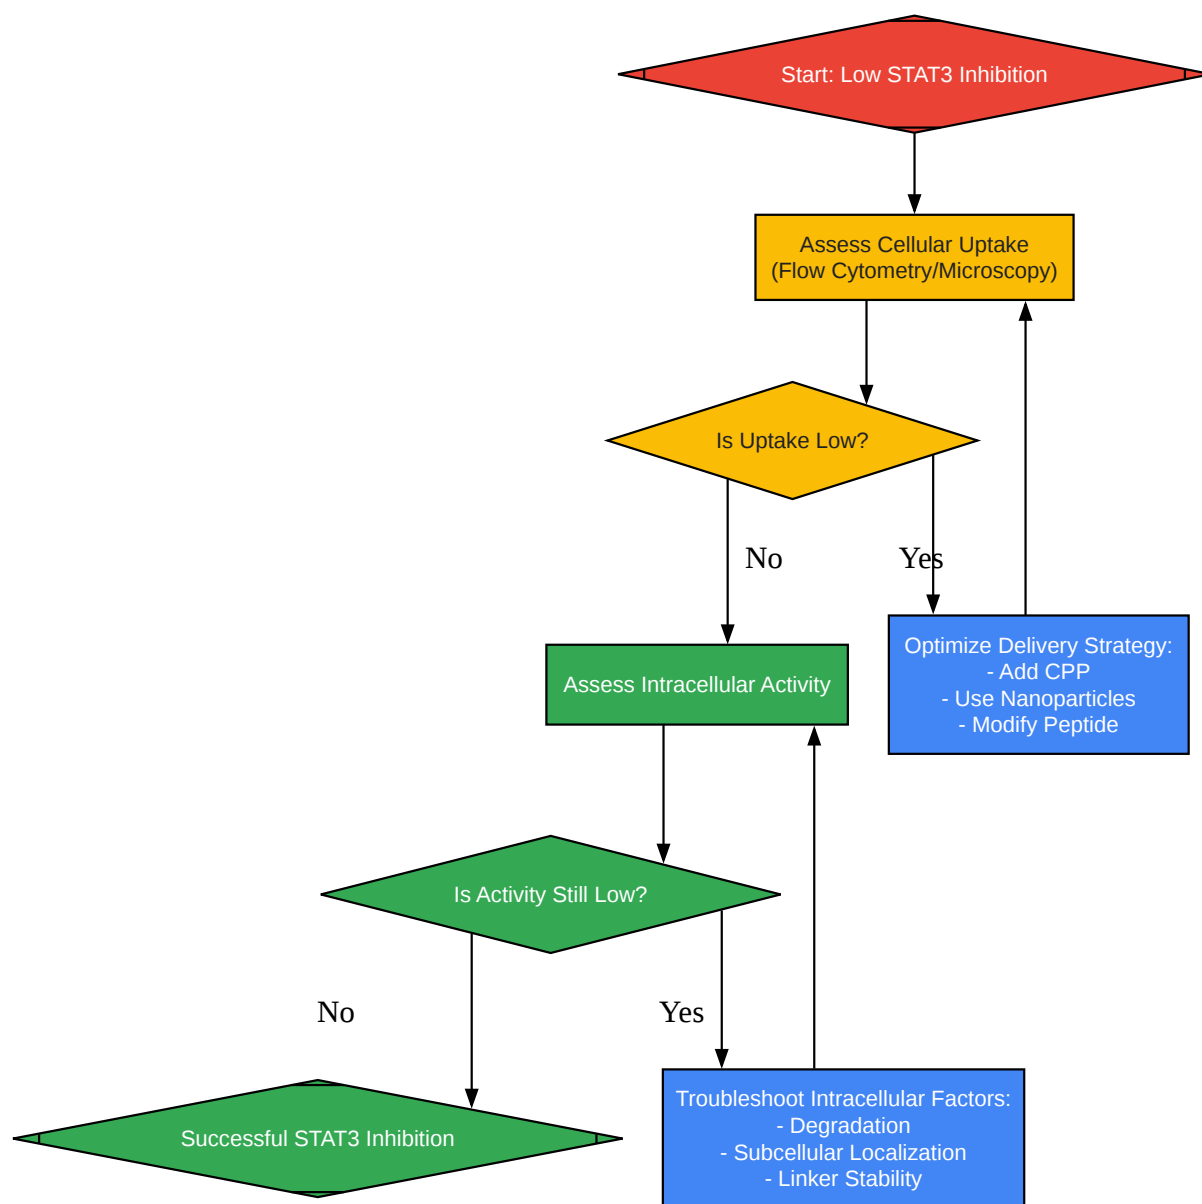 Start: Low STAT3 Inhibition
Assess Cellular Uptake
(Flow Cytometry/Microscopy)
Is Uptake Low?
No
Yes
Optimize Delivery Strategy:
- Add CPP
- Use Nanoparticles
- Modify Peptide
Assess Intracellular Activity
Is Activity Still Low?
No
Yes
Troubleshoot Intracellular Factors:
- Degradation
- Subcellular Localization
- Linker Stability
Successful STAT3 Inhibition